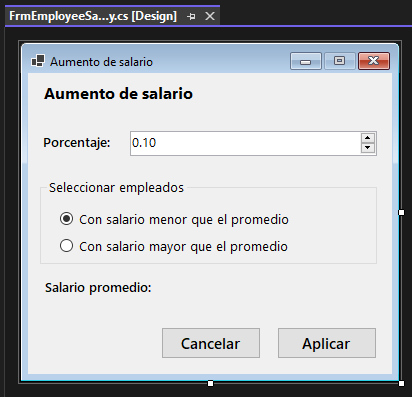 FrmEmployeeSa...y.cs [Design]
Aumento de salario
Aumento de salario
Porcentaje: 0.10
Seleccionar empleados
Con salario menor que el promedio
Con salario mayor que el promedio
Salario promedio:
Cancelar Aplicar